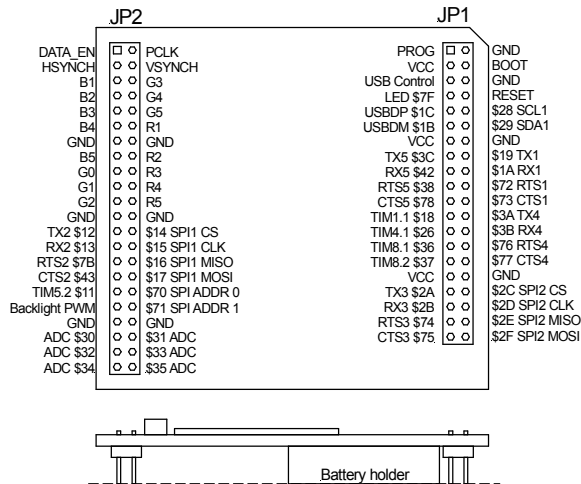 JP2 JP1
DATA_EN PCLK PROG GND
HSYNCH VSYNCH VCC BOOT
B1 G3 USB Control GND
B2 G4 LED $7F RESET
B3 G5 USBDP $1C $28 SCL1
B4 R1 USBDM $1B $29 SDA1
GND GND VCC GND
B5 R2 TX5 $3C $19 TX1
G0 R3 RX5 $42 $1A RX1
G1 R4 RTS5 $38 $72 RTS1
G2 R5 CTS5 $78 $73 CTS1
GND GND TIM1.1 $18 $3A TX4
TX2 $12 $14 SPI1 CS TIM4.1 $26 $3B RX4
RX2 $13 $15 SPI1 CLK TIM8.1 $36 $76 RTS4
RTS2 $7B $16 SPI1 MISO TIM8.2 $37 $77 CTS4
CTS2 $43 $17 SPI1 MOSI VCC GND
TIM5.2 $11 $70 SPI ADDR 0 TX3 $2A $2C SPI2 CS
Backlight PWM $71 SPI ADDR 1 RX3 $2B $2D SPI2 CLK
GND GND RTS3 $74 $2E SPI2 MISO
ADC $30 $31 ADC CTS3 $75 $2F SPI2 MOSI
ADC $32 $33 ADC
ADC $34 $35 ADC
Battery holder